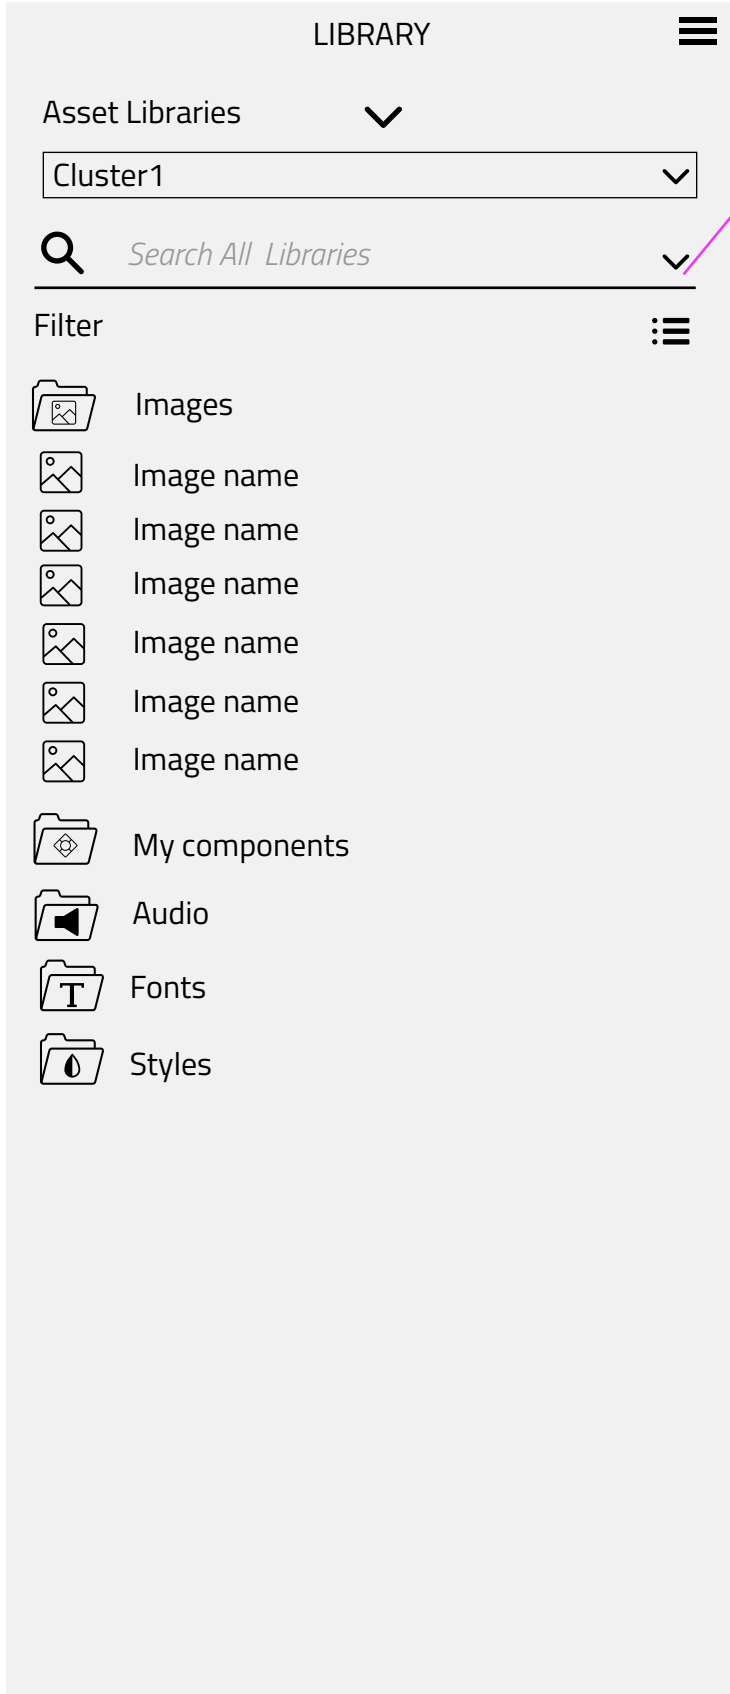 LIBRARY
Asset Libraries
Cluster1
Search All Libraries
Filter
Images
Image name
Image name
Image name
Image name
Image name
Image name
My components
Audio
T Fonts
Styles